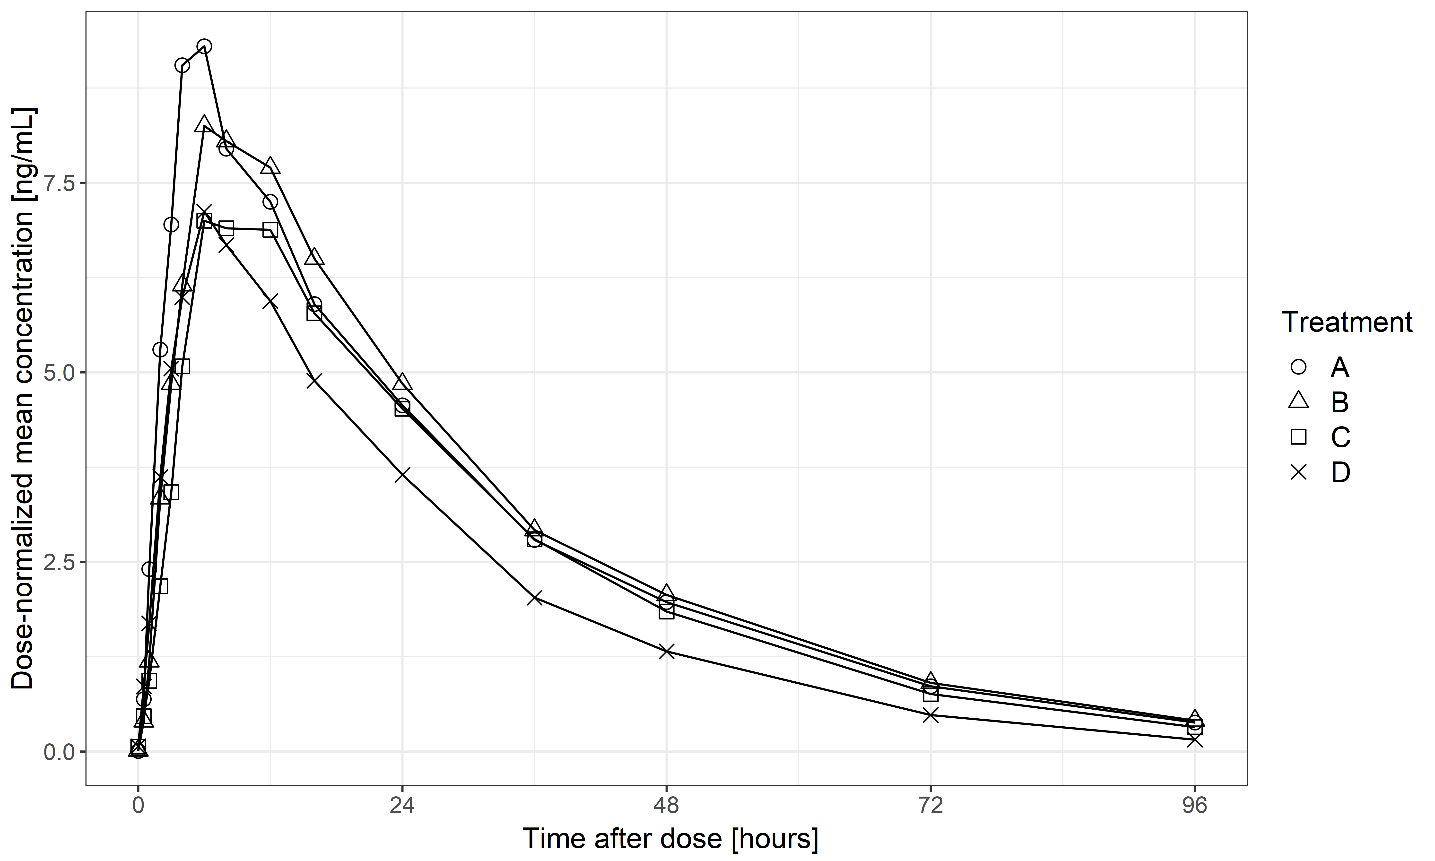 Dose-normalized mean concentration [ng/mL]
7.5
5.0
2.5
0.0
0 24 48 72 96
Time after dose [hours]
Treatment
A
B
C
D